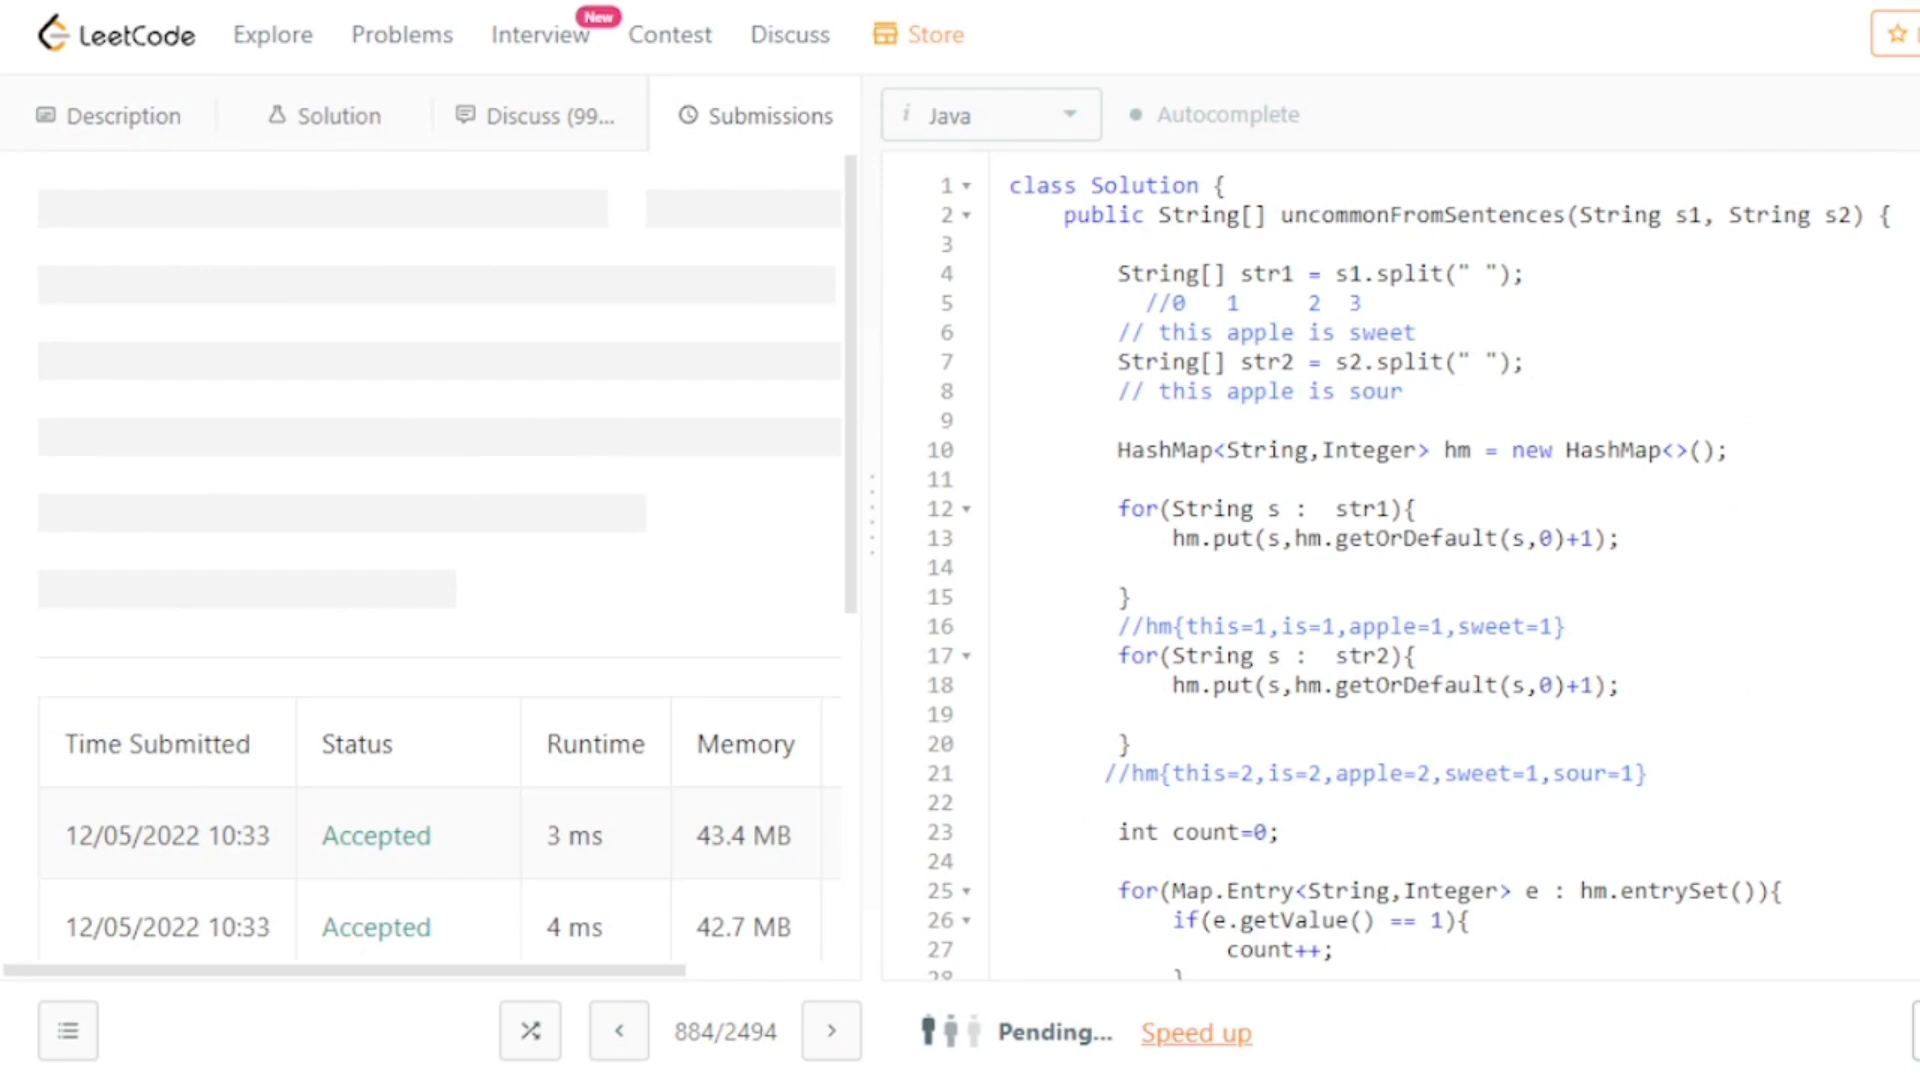 LeetCode Explore Problems Interview New Contest Discuss Store
Description Solution Discuss (99... Submissions
Time Submitted Status Runtime Memory
12/05/2022 10:33 Accepted 3 ms 43.4 MB
12/05/2022 10:33 Accepted 4 ms 42.7 MB
884/2494
i Java Autocomplete
1 class Solution {
2 public String[] uncommonFromSentences(String s1, String s2) {
3
4 String[] str1 = s1.split(" ");
5 //0 1 2 3
6 // this apple is sweet
7 String[] str2 = s2.split(" ");
8 // this apple is sour
9
10 HashMap<String,Integer> hm = new HashMap<>();
11
12 for(String s : str1){
13 hm.put(s,hm.getOrDefault(s,0)+1);
14
15 }
16 //hm{this=1,is=1,apple=1,sweet=1}
17 for(String s : str2){
18 hm.put(s,hm.getOrDefault(s,0)+1);
19
20 }
21 //hm{this=2,is=2,apple=2,sweet=1,sour=1}
22
23 int count=0;
24
25 for(Map.Entry<String,Integer> e : hm.entrySet()){
26 if(e.getValue() == 1){
27 count++;
28 }
Pending... Speed up